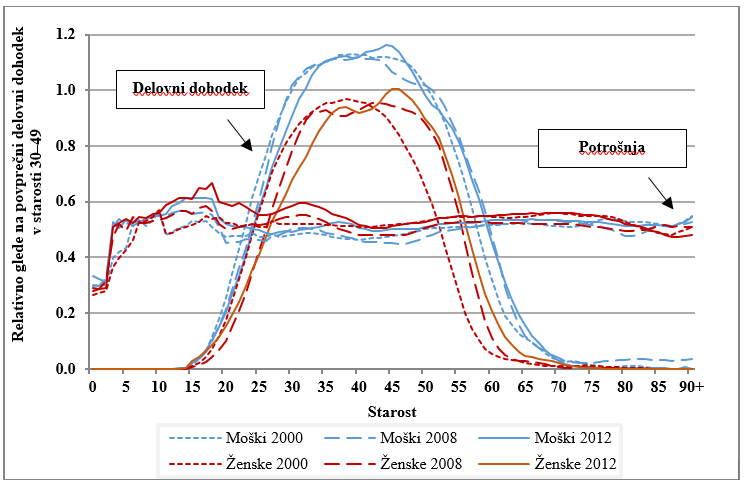 Relativno glede na povprečni delovni dohodek
v starosti 30–49
1.2
1.0
0.8
0.6
0.4
0.2
0.0
Delovni dohodek
Potrošnja
0 5 10 15 20 25 30 35 40 45 50 55 60 65 70 75 80 85 90+
Starost
Moški 2000 Moški 2008 Moški 2012
Ženske 2000 Ženske 2008 Ženske 2012